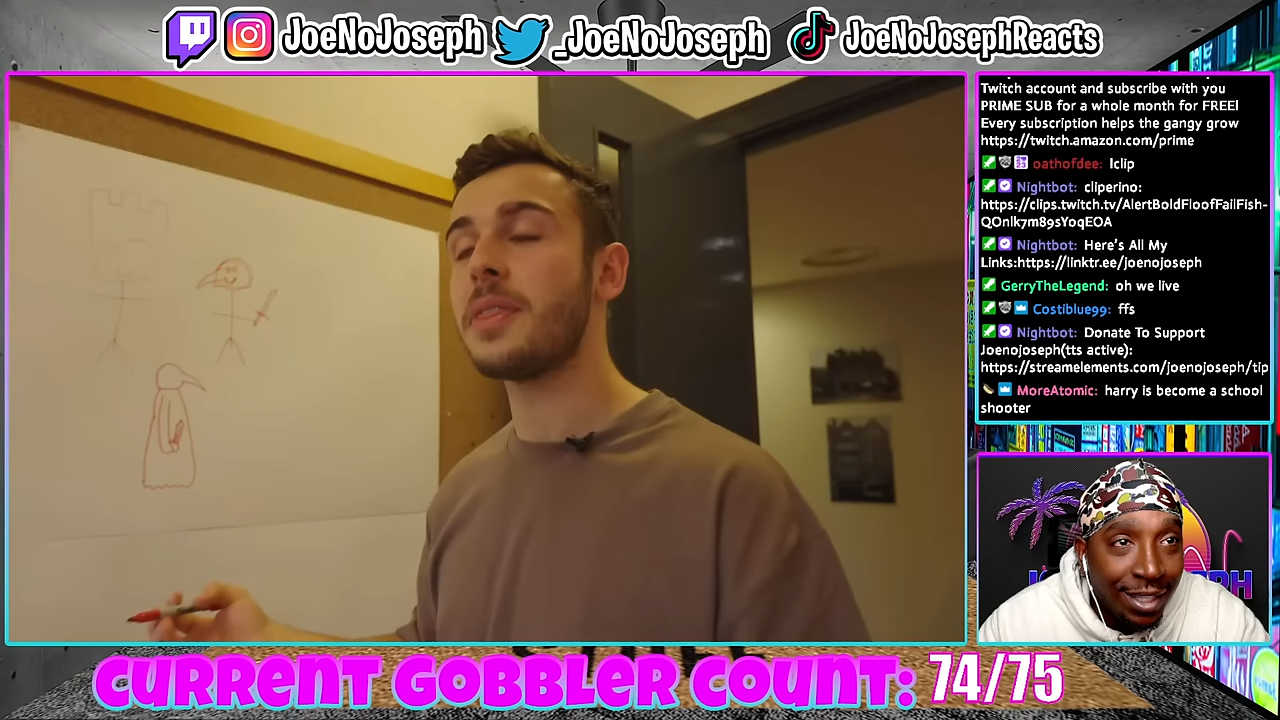 JoeNoJoseph _JoeNoJoseph JoeNoJosephReacts
Twitch account and subscribe with you
PRIME SUB for a whole month for FREE!
Every subscription helps the gangy grow
https://twitch.amazon.com/prime
oathofdee: !clip
Nightbot: cliperino:
https://clips.twitch.tv/AlertBoldFloofFailFish-
QOnlk7m89sYoqEOA
Nightbot: Here's All My
Links:https://linktr.ee/joenojoseph
GerryTheLegend: oh we live
Costiblue99: ffs
Nightbot: Donate To Support
Joenojoseph(tts active):
https://streamelements.com/joenojoseph/tip
MoreAtomic: harry is become a school
shooter
CURRENT GOBBLER COUNT: 74/75